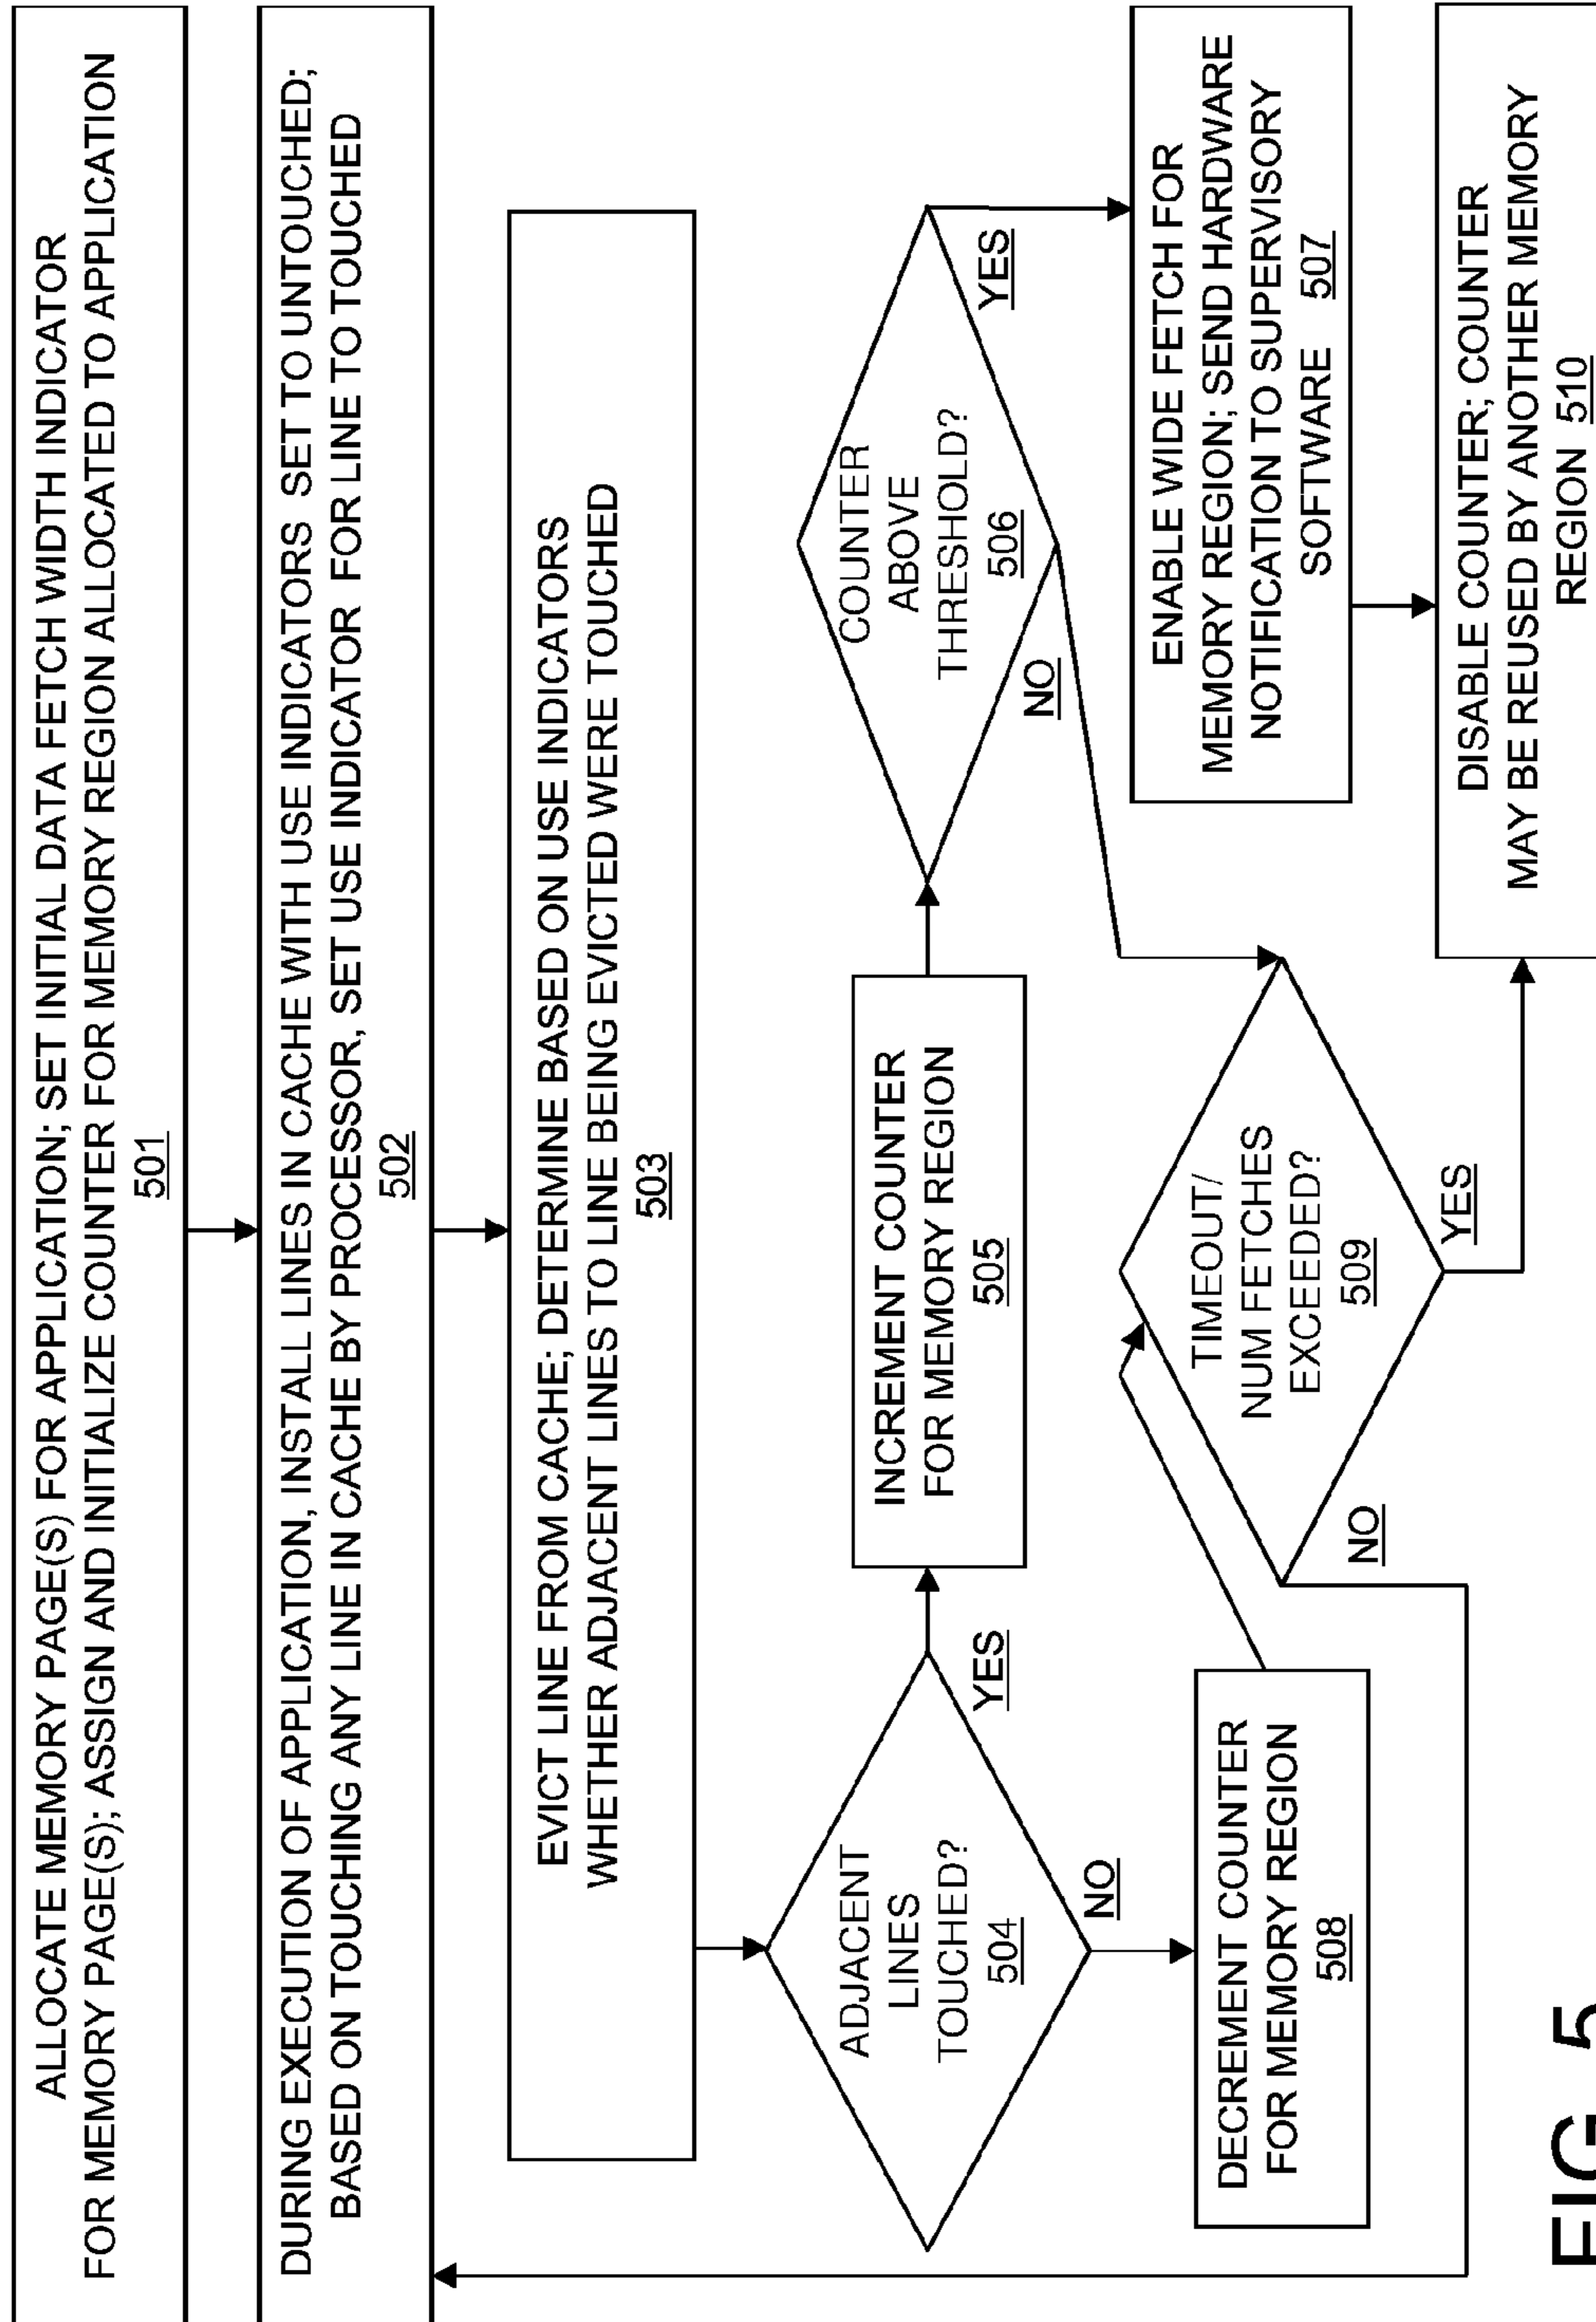 ALLOCATE MEMORY PAGE(S) FOR APPLICATION; SET INITIAL DATA FETCH WIDTH INDICATOR
FOR MEMORY PAGE(S); ASSIGN AND INITIALIZE COUNTER FOR MEMORY REGION ALLOCATED TO APPLICATION
501
DURING EXECUTION OF APPLICATION, INSTALL LINES IN CACHE WITH USE INDICATORS SET TO UNTOUCHED;
BASED ON TOUCHING ANY LINE IN CACHE BY PROCESSOR, SET USE INDICATOR FOR LINE TO TOUCHED
502
EVICT LINE FROM CACHE; DETERMINE BASED ON USE INDICATORS
WHETHER ADJACENT LINES TO LINE BEING EVICTED WERE TOUCHED
503
ADJACENT
LINES
TOUCHED?
504
YES
NO
INCREMENT COUNTER
FOR MEMORY REGION
505
COUNTER
ABOVE
THRESHOLD?
506
YES
NO
ENABLE WIDE FETCH FOR
MEMORY REGION; SEND HARDWARE
NOTIFICATION TO SUPERVISORY
SOFTWARE 507
DECREMENT COUNTER
FOR MEMORY REGION
508
TIMEOUT/
NUM FETCHES
EXCEEDED?
509
NO
YES
DISABLE COUNTER; COUNTER
MAY BE REUSED BY ANOTHER MEMORY
REGION 510
FIG. 5